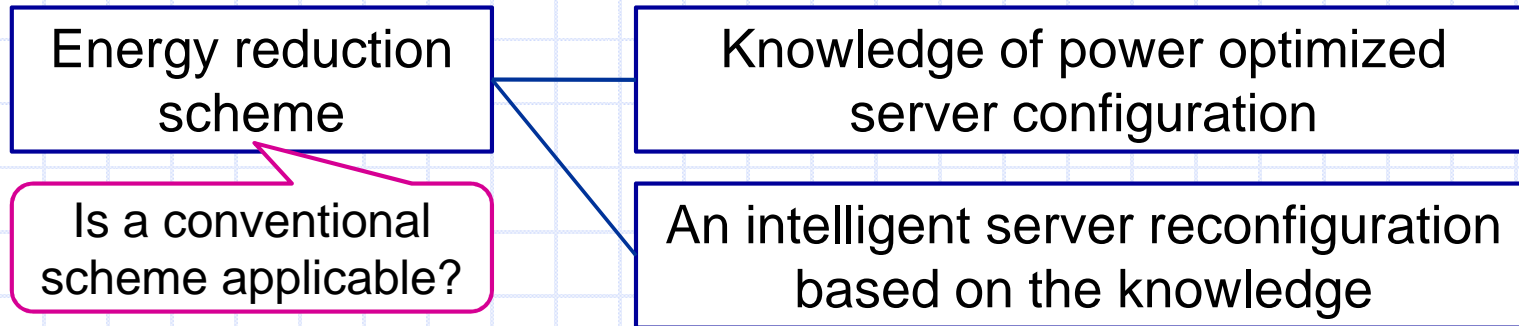 Energy reduction
scheme
Is a conventional
scheme applicable?
Knowledge of power optimized
server configuration
An intelligent server reconfiguration
based on the knowledge